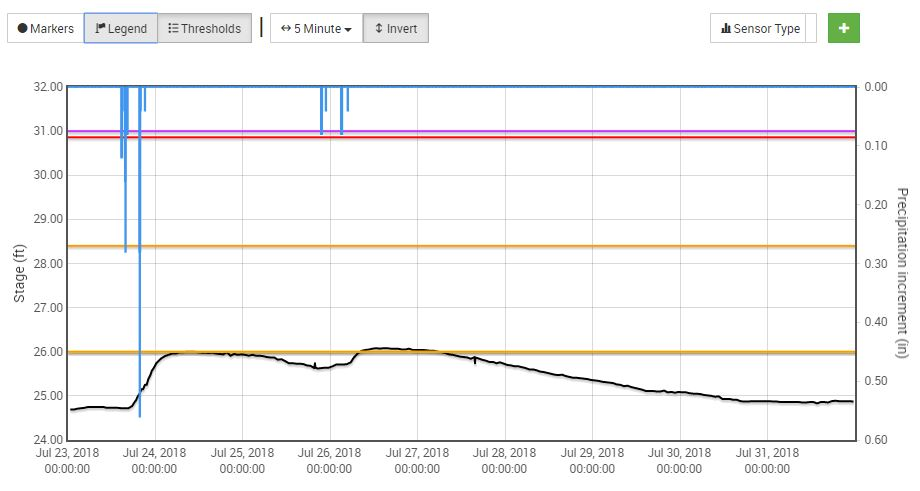 Markers Legend Thresholds | 5 Minute Invert Sensor Type +
32.00 0.00
31.00
0.10
30.00
0.20
29.00
28.00 0.30
27.00
0.40
26.00
0.50
25.00
24.00 0.60
Stage (ft)
Precipitation increment (in)
Jul 23, 2018 Jul 24, 2018 Jul 25, 2018 Jul 26, 2018 Jul 27, 2018 Jul 28, 2018 Jul 29, 2018 Jul 30, 2018 Jul 31, 2018
00:00:00 00:00:00 00:00:00 00:00:00 00:00:00 00:00:00 00:00:00 00:00:00 00:00:00